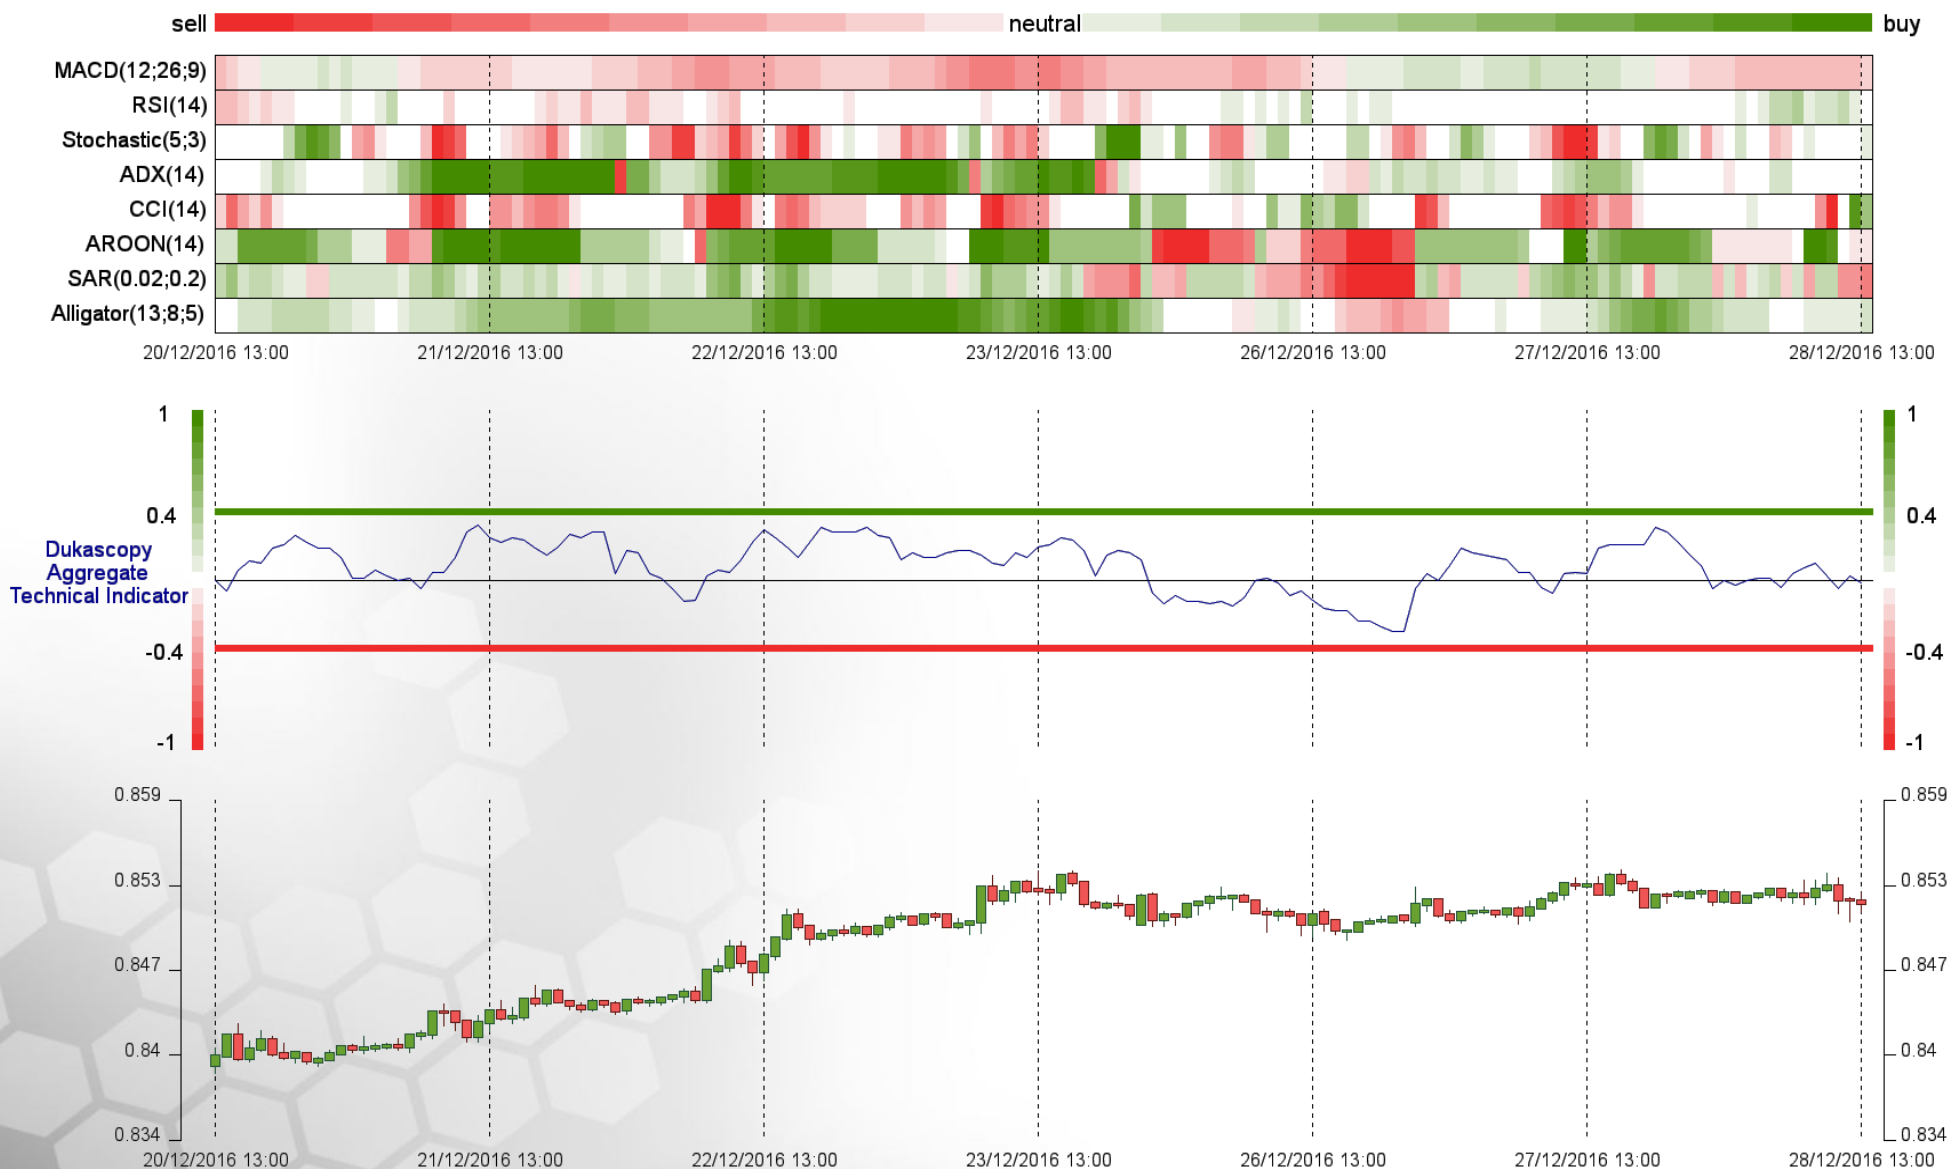 sell neutral buy
MACD(12;26;9)
RSI(14)
Stochastic(5;3)
ADX(14)
CCI(14)
AROON(14)
SAR(0.02;0.2)
Alligator(13;8;5)
20/12/2016 13:00 21/12/2016 13:00 22/12/2016 13:00 23/12/2016 13:00 26/12/2016 13:00 27/12/2016 13:00 28/12/2016 13:00
1 1
0.4 0.4
Dukascopy
Aggregate
Technical Indicator
-0.4 -0.4
-1 -1
0.859 0.859
0.853 0.853
0.847 0.847
0.84 0.84
0.834 0.834
20/12/2016 13:00 21/12/2016 13:00 22/12/2016 13:00 23/12/2016 13:00 26/12/2016 13:00 27/12/2016 13:00 28/12/2016 13:00